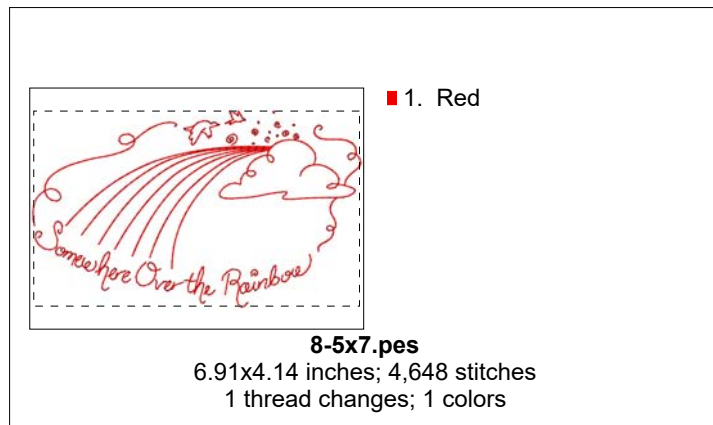 1. Red
Somewhere Over the Rainbow
8-5x7.pes
6.91x4.14 inches; 4,648 stitches
1 thread changes; 1 colors